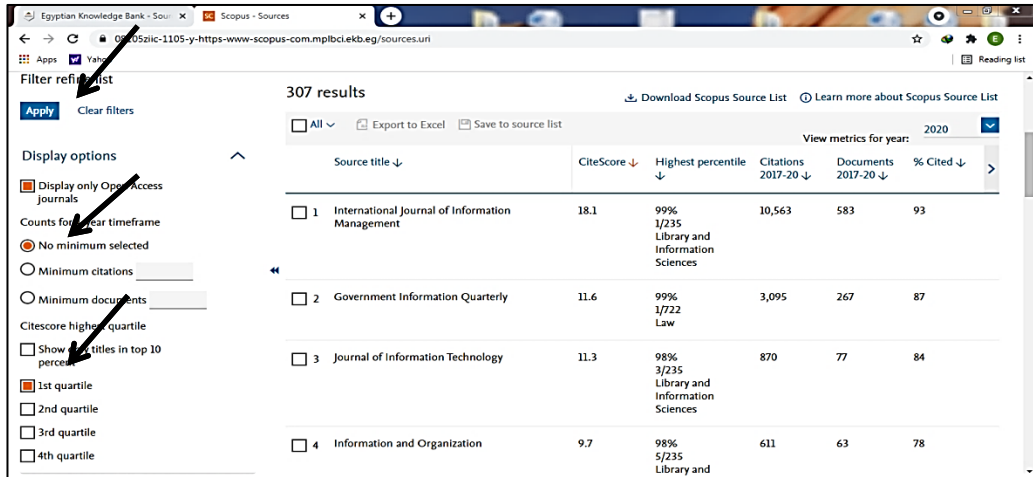 Egyptian Knowledge Bank - Sour
Scopus - Sources
-y-https-www-scopus-com.mplbci.ekb.eg/sources.uri
Apps
Reading list
Filter refine list
Apply Clear filters
Display options
Display only Open Access
journals
Counts for year timeframe
No minimum selected
Minimum citations
Minimum documents
Citescore highest quartile
Show only titles in top 10
percent
1st quartile
2nd quartile
3rd quartile
4th quartile
307 results
Download Scopus Source List
Learn more about Scopus Source List
All
Export to Excel
Save to source list
View metrics for year: 2020
Source title ↓ CiteScore ↓ Highest percentile ↓ Citations 2017-20 ↓ Documents 2017-20 ↓ % Cited ↓
1 International Journal of Information Management 18.1 99% 10,563 583 93
1/235
Library and
Information
Sciences
2 Government Information Quarterly 11.6 99% 3,095 267 87
1/722
Law
3 Journal of Information Technology 11.3 98% 870 77 84
3/235
Library and
Information
Sciences
4 Information and Organization 9.7 98% 611 63 78
5/235
Library and